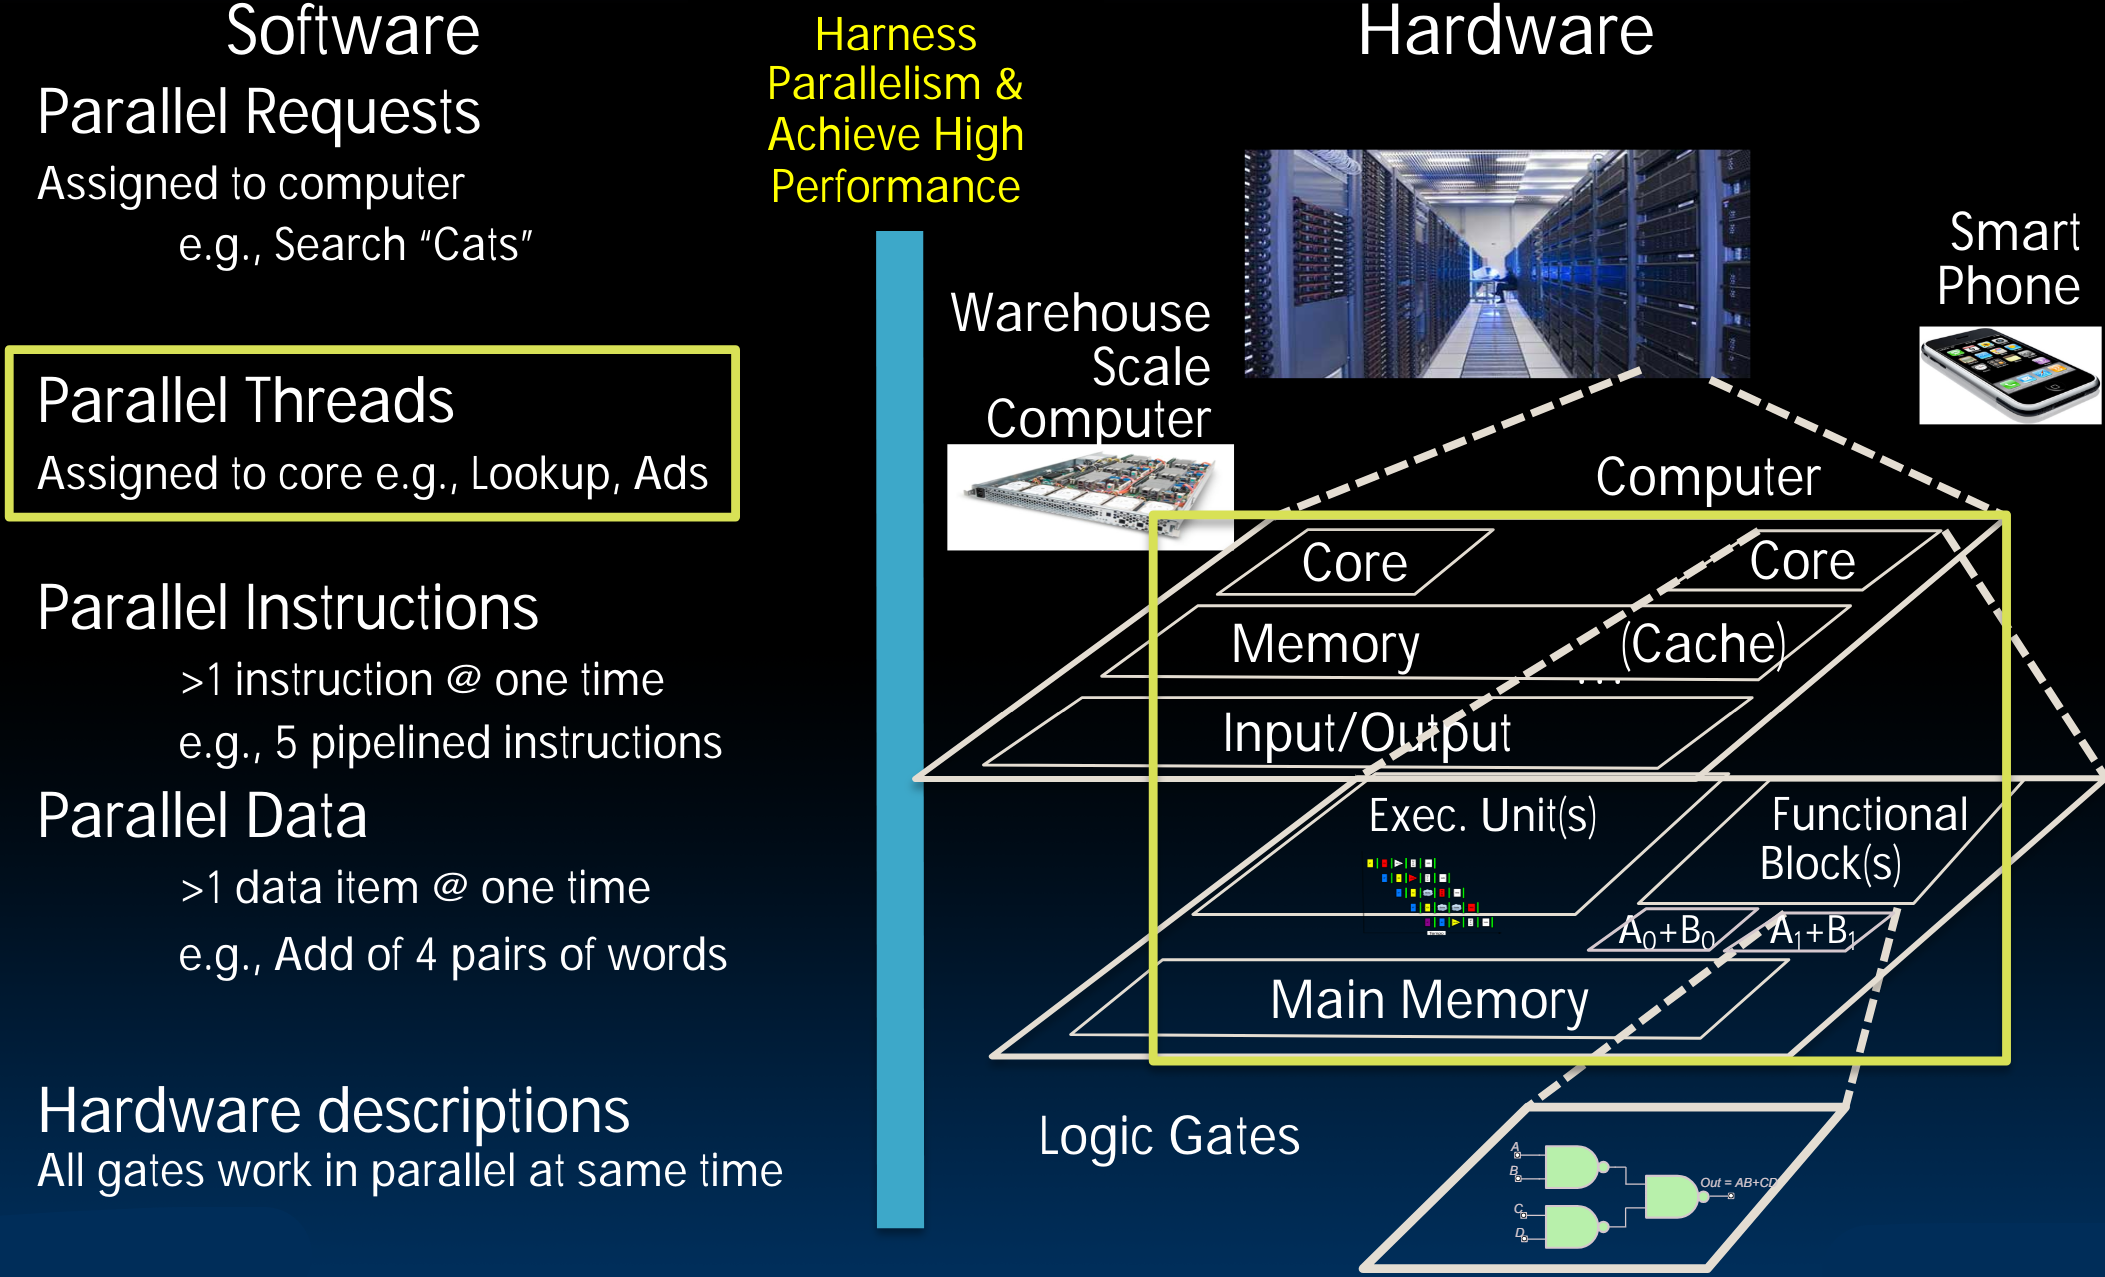 Software
Parallel Requests
Assigned to computer
e.g., Search “Cats”
Parallel Threads
Assigned to core e.g., Lookup, Ads
Parallel Instructions
>1 instruction @ one time
e.g., 5 pipelined instructions
Parallel Data
>1 data item @ one time
e.g., Add of 4 pairs of words
Hardware descriptions
All gates work in parallel at same time
Harness
Parallelism &
Achieve High
Performance
Hardware
Smart
Phone
Warehouse
Scale
Computer
Computer
Core
Core
Memory (Cache)
...
Input/Output
Exec. Unit(s)
Functional
Block(s)
A₀+B₀
A₁+B₁
Main Memory
Logic Gates
A
B
C
D
Out = AB+CD